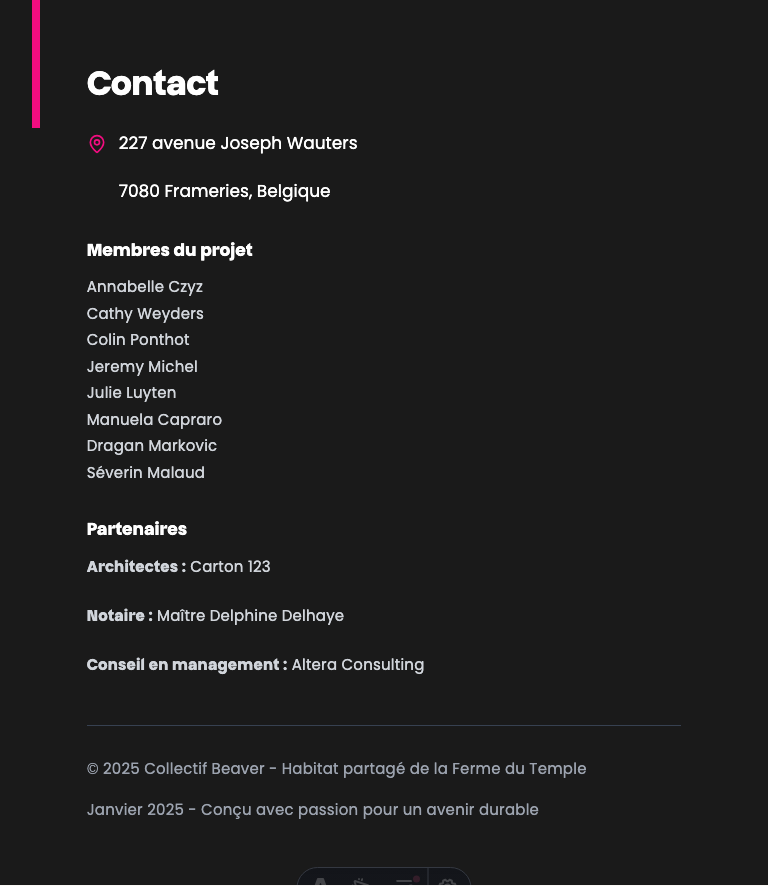 Contact
227 avenue Joseph Wauters
7080 Frameries, Belgique
Membres du projet
Annabelle Czyz
Cathy Weyders
Colin Ponthot
Jeremy Michel
Julie Luyten
Manuela Capraro
Dragan Markovic
Séverin Malaud
Partenaires
Architectes : Carton 123
Notaire : Maître Delphine Delhaye
Conseil en management : Altera Consulting
© 2025 Collectif Beaver - Habitat partagé de la Ferme du Temple
Janvier 2025 - Conçu avec passion pour un avenir durable